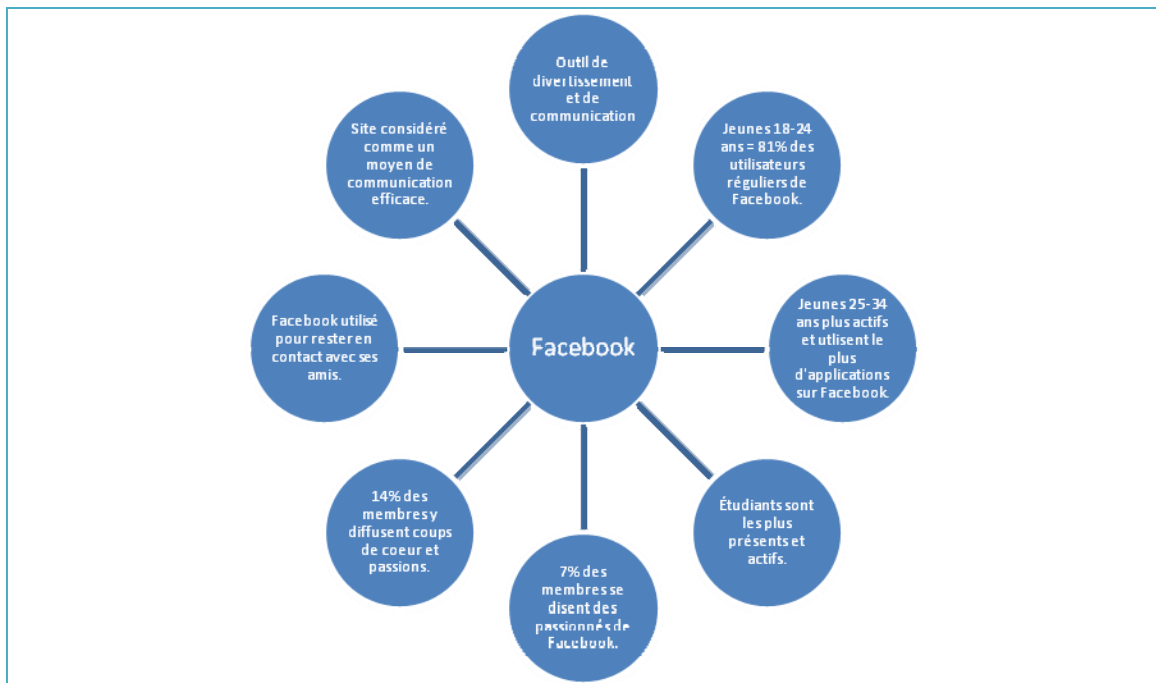 Outil de
divertissement
et de
communication
Jeunes 18-24
ans = 81% des
utilisateurs
réguliers de
Facebook.
Jeunes 25-34
ans plus actifs
et utlisent le
plus
d'applications
sur Facebook.
Étudiants sont
les plus
présents et
actifs.
7% des
membres se
disent des
passionnés de
Facebook.
14% des
membres y
diffusent coups
de coeur et
passions.
Facebook utilisé
pour rester en
contact avec ses
amis.
Site considéré
comme un
moyen de
communication
efficace.
Facebook